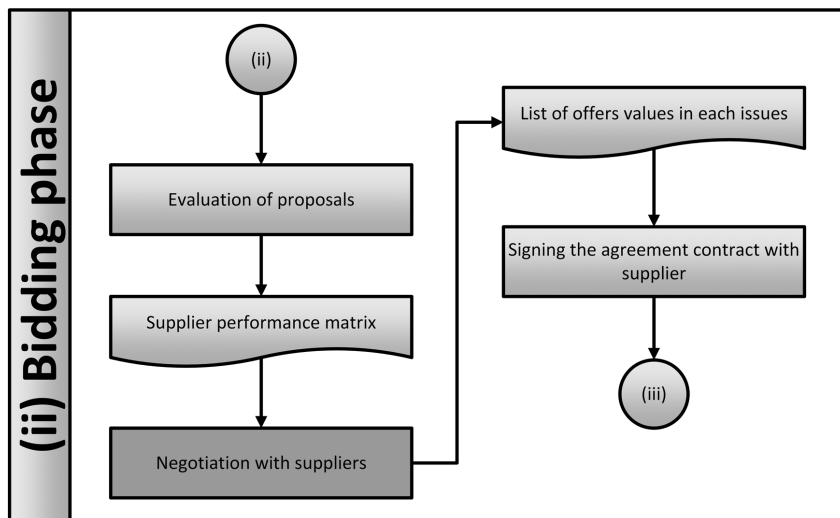 (ii) Bidding phase
(ii)
Evaluation of proposals
Supplier performance matrix
Negotiation with suppliers
List of offers values in each issues
Signing the agreement contract with
supplier
(iii)